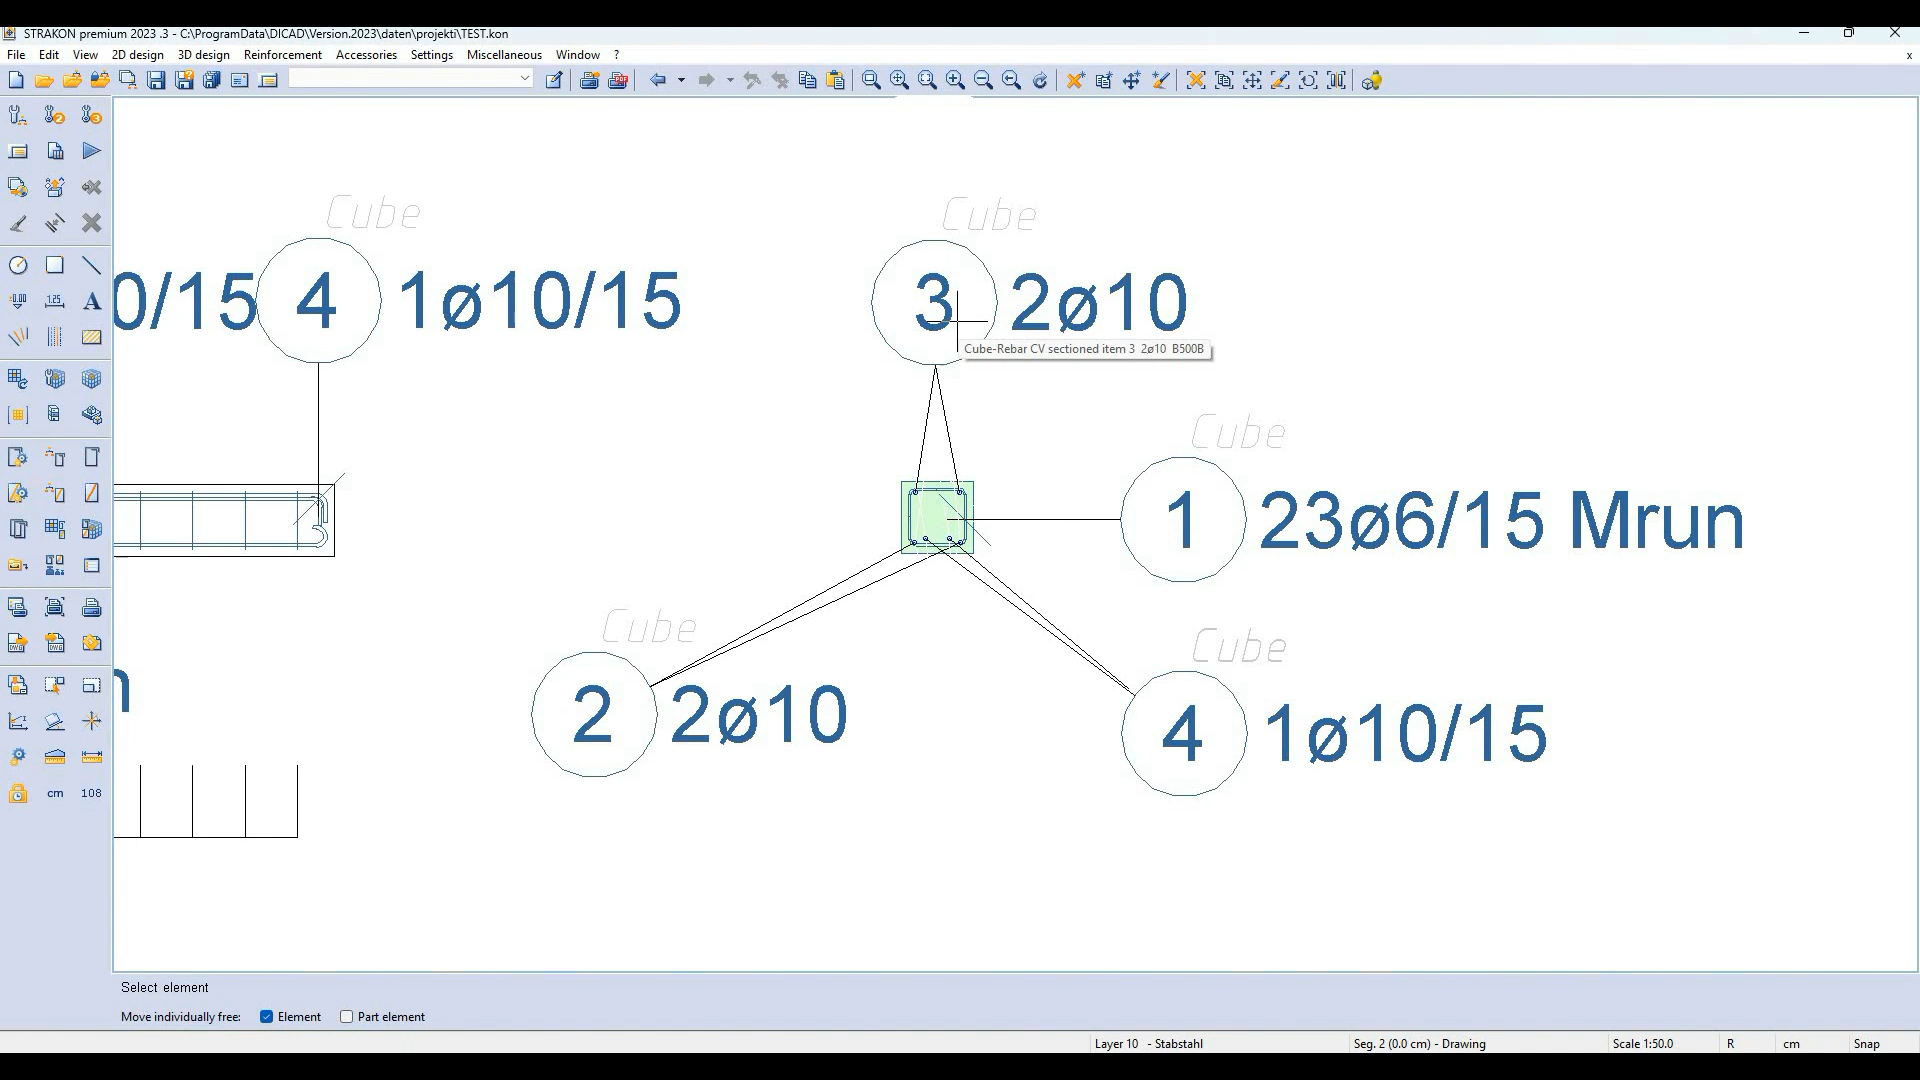 STRAKON premium 2023 .3 - C:\ProgramData\DICAD\Version.2023\daten\projekti\TEST.kon
File Edit View 2D design 3D design Reinforcement Accessories Settings Miscellaneous Window ?
x
Cube
Cube
0/15 4 1ø10/15
3 2ø10
Cube-Rebar CV sectioned item 3 2ø10 B500B
Cube
1 23ø6/15 Mrun
Cube
2 2ø10
Cube
4 1ø10/15
cm 108
Select element
Move individually free: Element Part element
Layer 10 - Stabstahl
Seg. 2 (0.0 cm) - Drawing
Scale 1:50.0
R
cm
Snap